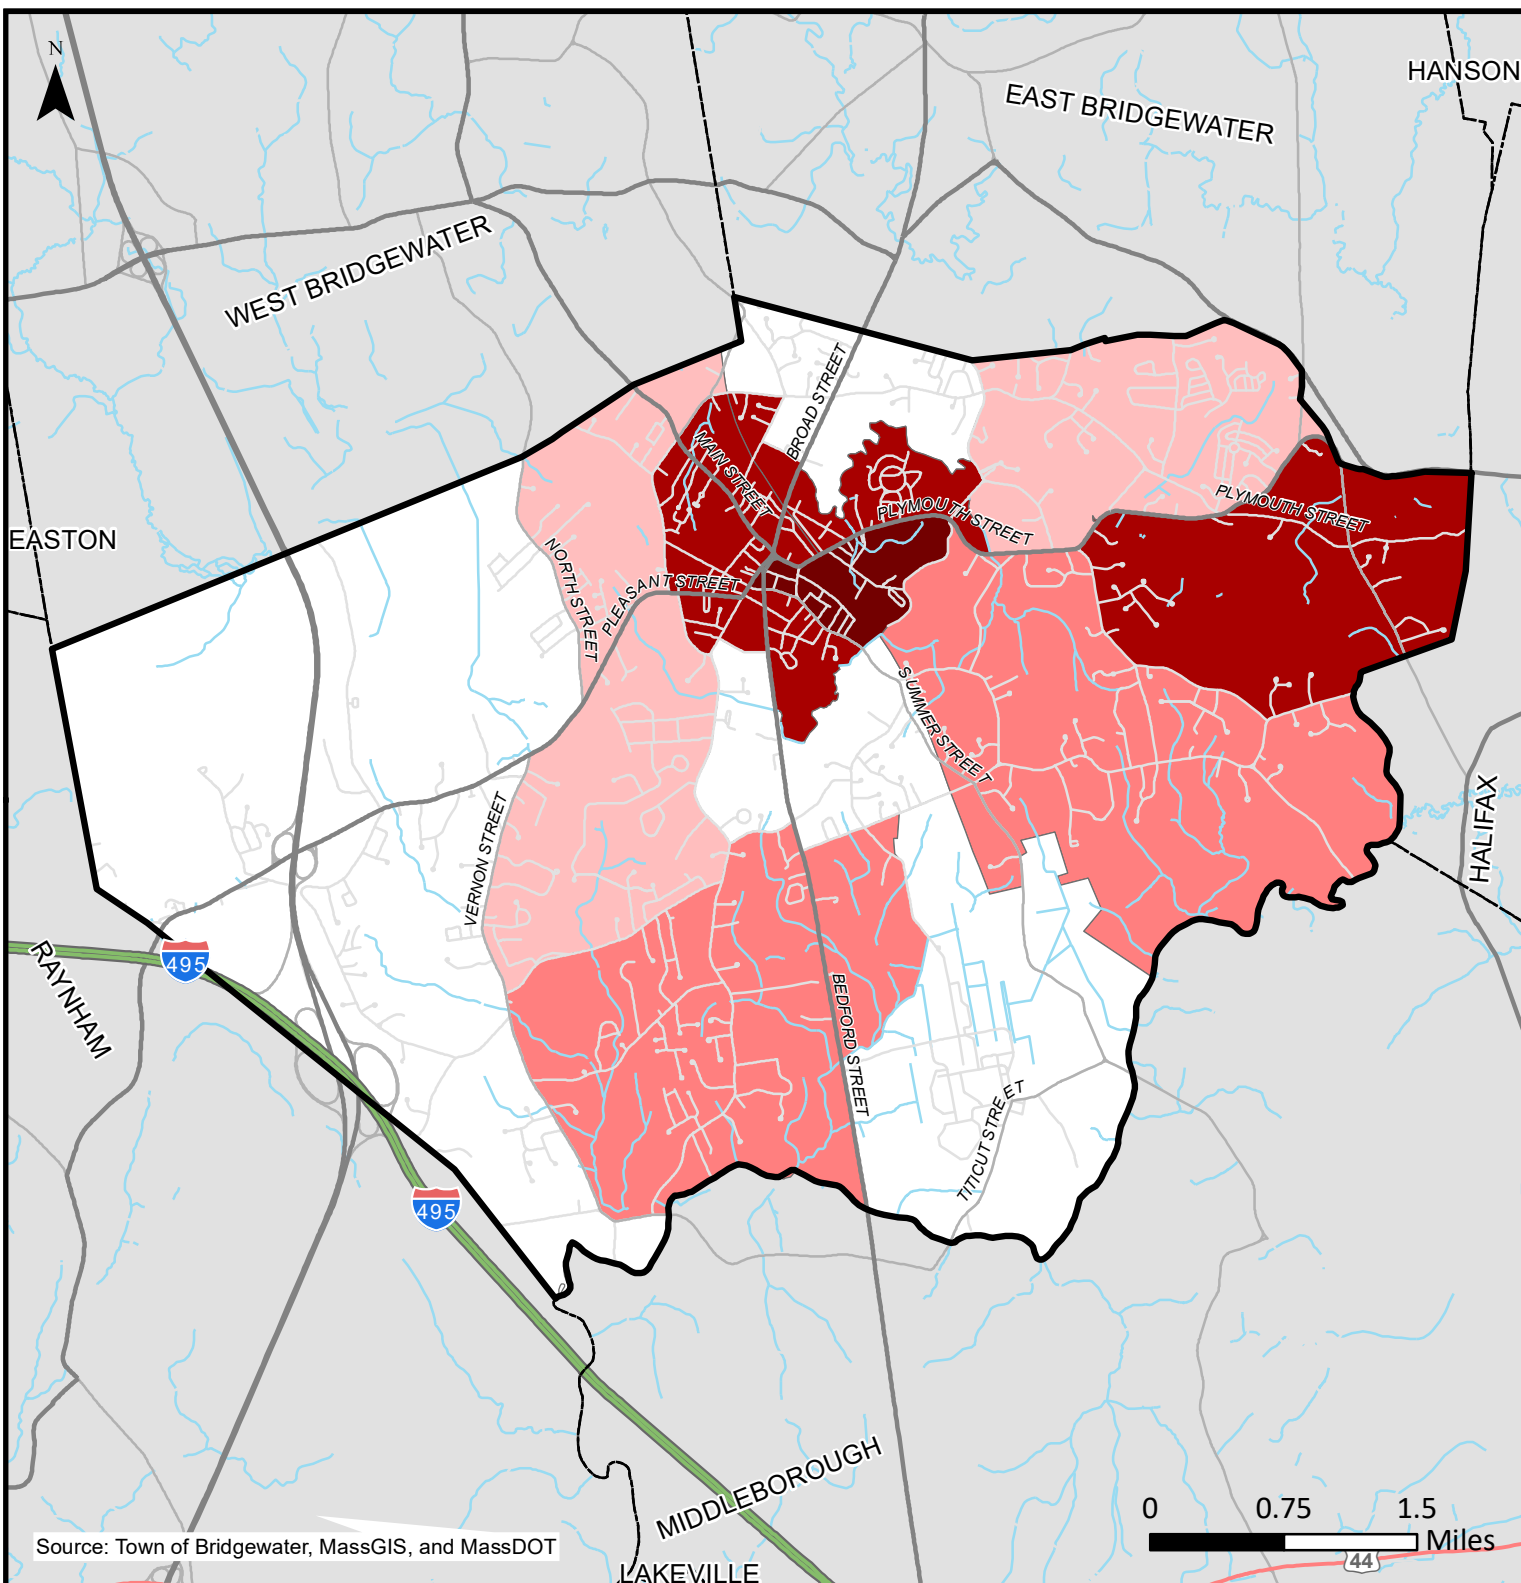 N
HANSON
EAST BRIDGEWATER
WEST BRIDGEWATER
BROAD STREET
MAIN STREET
PLYMOUTH STREET
PLYMOUTH STREET
EASTON
NORTH STREET
PLEASANT STREET
SUMMER STREET
VERNON STREET
HALIFAX
RAYNHAM
495
BEDFORD STREET
TITICUT STREET
495
MIDDLEBOROUGH
0 0.75 1.5
Miles
Source: Town of Bridgewater, MassGIS, and MassDOT
44
LAKEVILLE